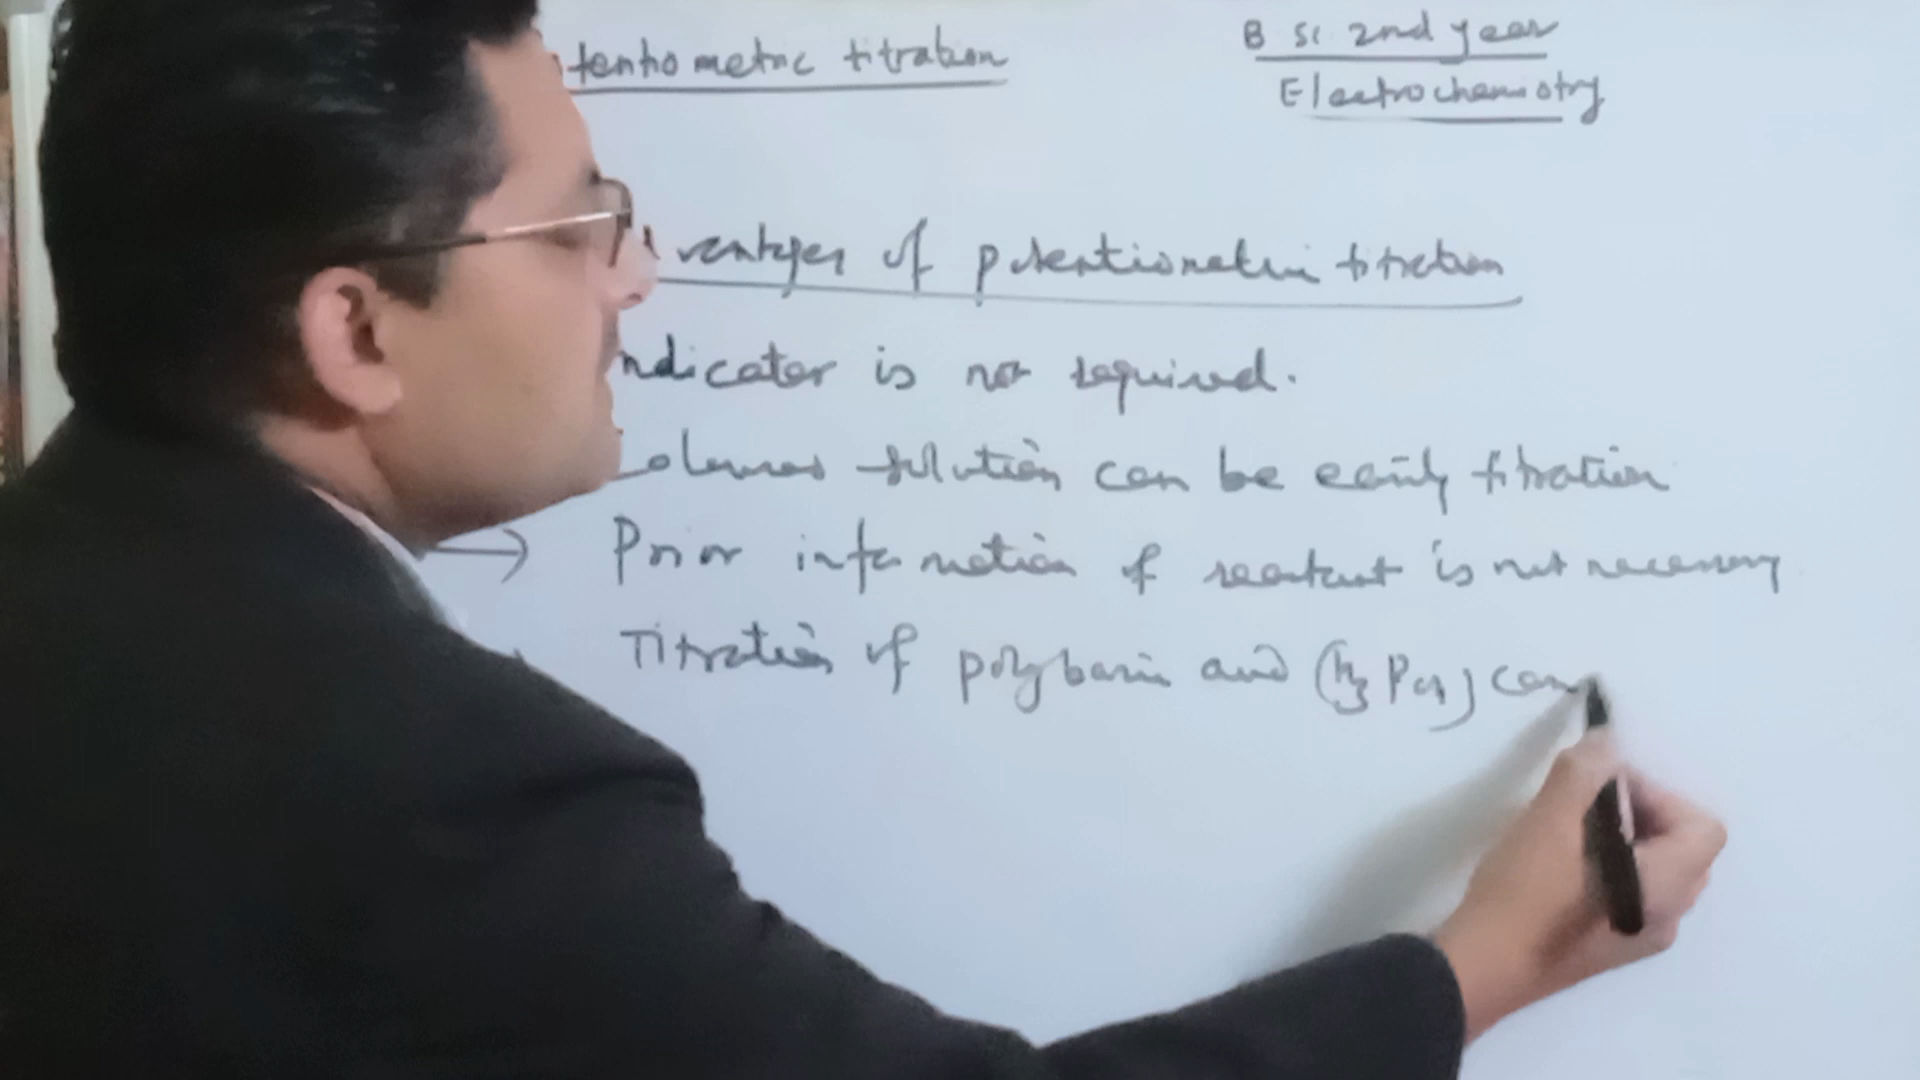 tentiometric titration
B Sc 2nd year
Electrochemistry
vantages of potentiometric titration
ndicator is not required.
solution can be easily titration
Prior information of reactant is not necessary
Titration of polybasic and (H3PO4) can